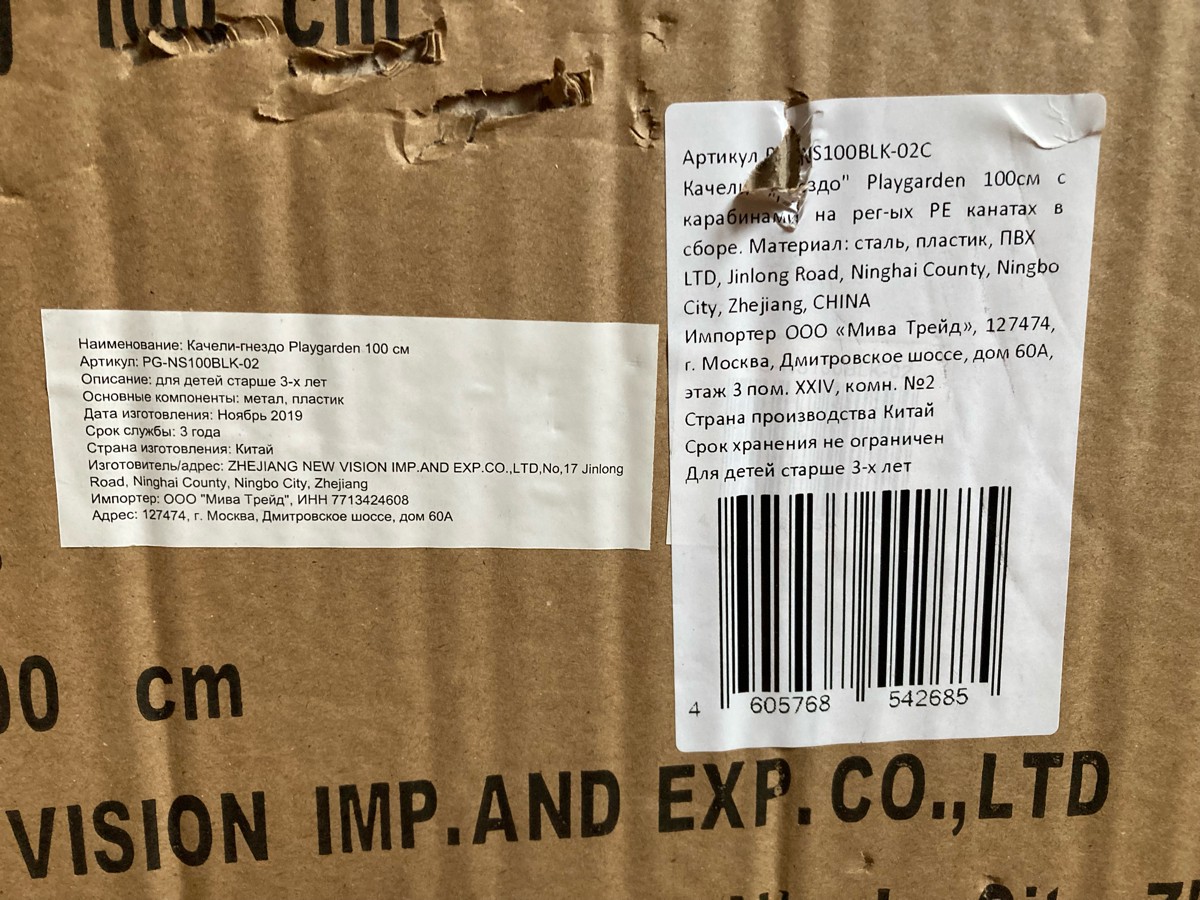 100 cm
Наименование: Качели-гнездо Playgarden 100 см
Артикул: PG-NS100BLK-02
Описание: для детей старше 3-х лет
Основные компоненты: метал, пластик
Дата изготовления: Ноябрь 2019
Срок службы: 3 года
Страна изготовления: Китай
Изготовитель/адрес: ZHEJIANG NEW VISION IMP.AND EXP.CO.,LTD,No,17 Jinlong
Road, Ninghai County, Ningbo City, Zhejiang
Импортер: ООО "Мива Трейд", ИНН 7713424608
Адрес: 127474, г. Москва, Дмитровское шоссе, дом 60А
Артикул NS100BLK-02C
Качели здо" Playgarden 100см с
карабинами на рег-ых PE канатах в
сборе. Материал: сталь, пластик, ПВХ
LTD, Jinlong Road, Ninghai County, Ningbo
City, Zhejiang, CHINA
Импортер ООО «Мива Трейд», 127474,
г. Москва, Дмитровское шоссе, дом 60А,
этаж 3 пом. XXIV, комн. №2
Страна производства Китай
Срок хранения не ограничен
Для детей старше 3-х лет
4 605768 542685
00 cm
VISION IMP.AND EXP.CO.,LTD